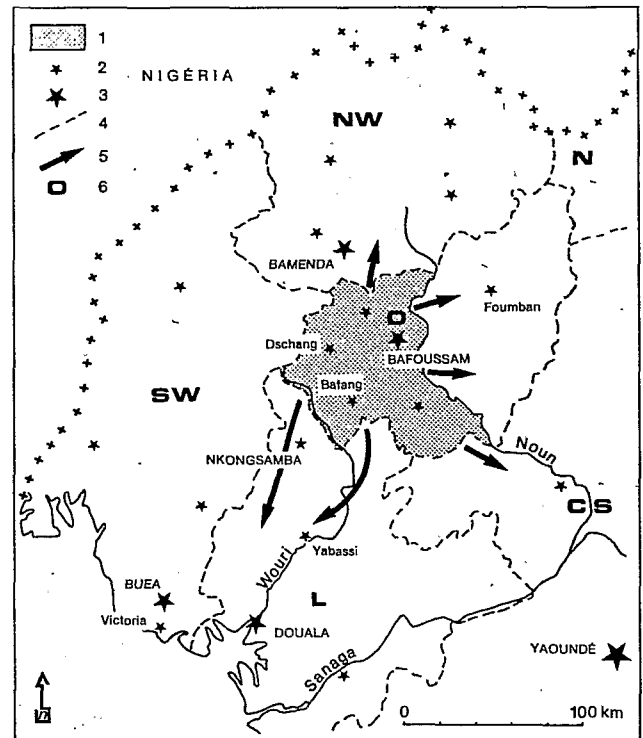 1
2
3
4
5
6
NIGÉRIA
NW
N
BAMENDA
Foumban
O
Dschang
BAFOUSSAM
Bafang
SW
NKONGSAMBA
Noun
CS
Yabassi
Wouri
L
BUEA
Victoria
DOUALA
YAOUNDÉ
Sanaga
N
0 100 km